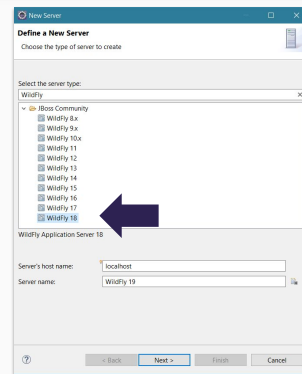 New Server
Define a New Server
Choose the type of server to create
Select the server type:
WildFly
JBoss Community
WildFly 8.x
WildFly 9.x
WildFly 10.x
WildFly 11
WildFly 12
WildFly 13
WildFly 14
WildFly 15
WildFly 16
WildFly 17
WildFly 18
WildFly Application Server 18
Server's host name: localhost
Server name: WildFly 19
< Back Next > Finish Cancel